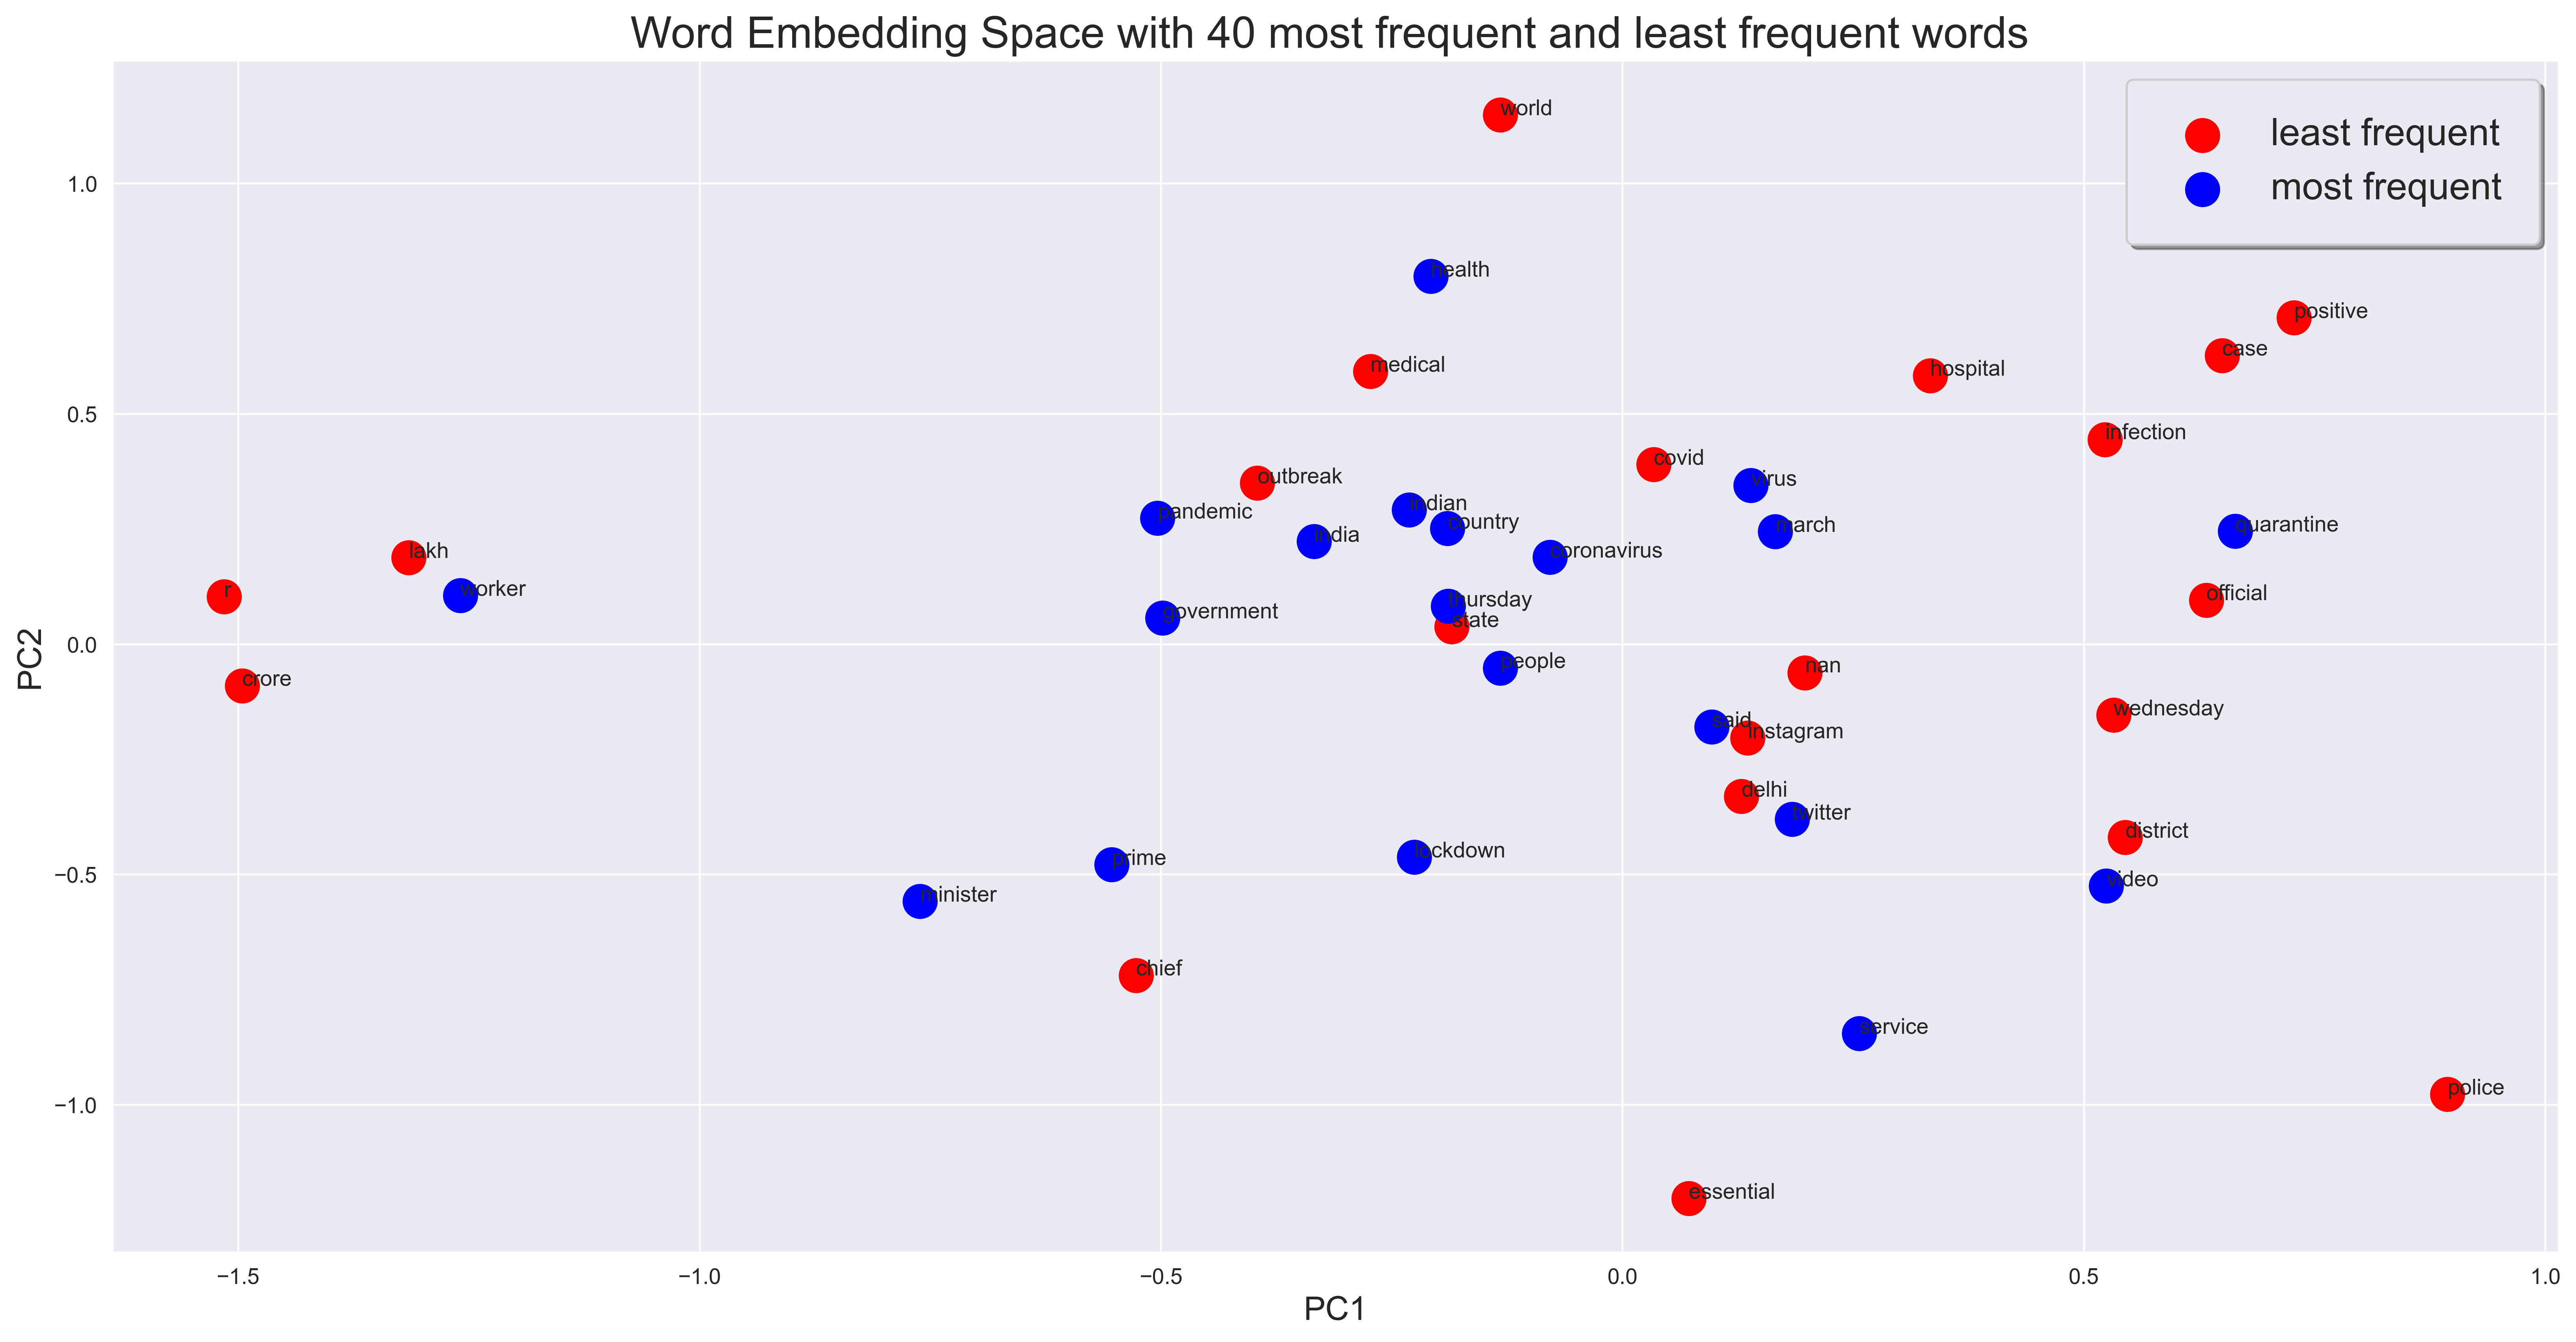 Word Embedding Space with 40 most frequent and least frequent words
least frequent
most frequent
world
health
positive
case
medical
hospital
infection
covid
outbreak
virus
indian
pandemic
country
march
quarantine
india
coronavirus
lakh
worker
r
official
thursday
government
state
people
nan
crore
wednesday
said
instagram
delhi
twitter
district
lockdown
prime
video
minister
chief
service
police
essential
1.0
0.5
0.0
−0.5
−1.0
PC2
−1.5
−1.0
−0.5
0.0
0.5
1.0
PC1